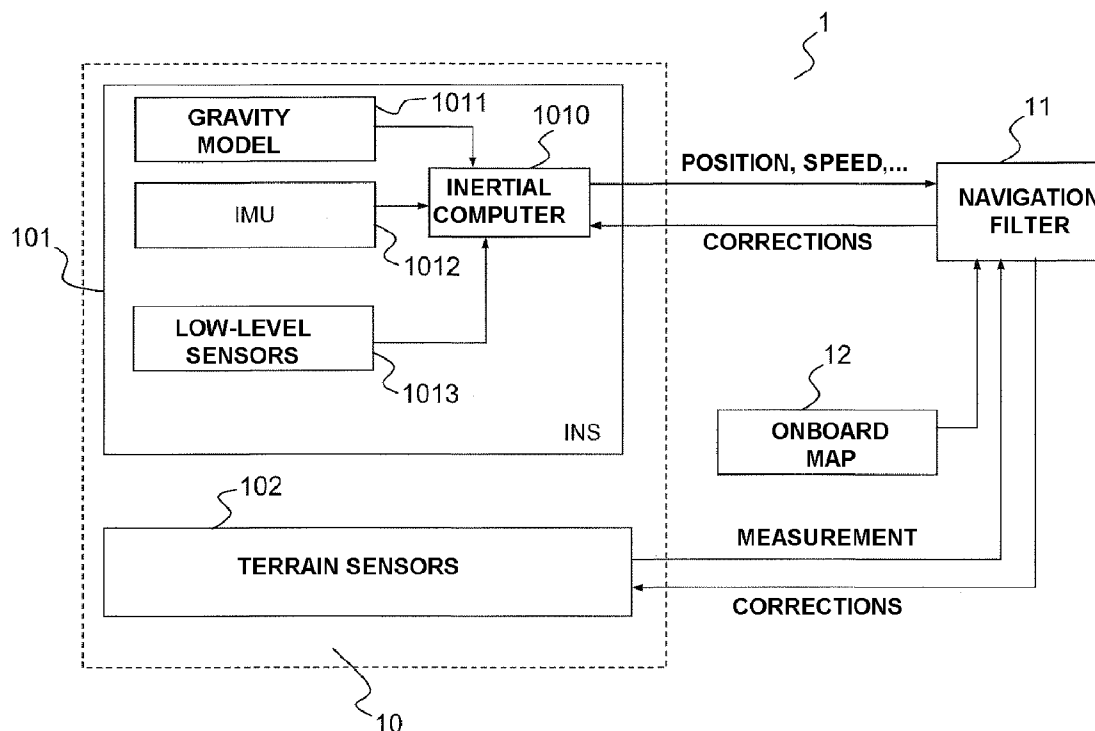 1
1011
GRAVITY
MODEL
1010
11
POSITION, SPEED,...
INERTIAL
COMPUTER
NAVIGATION
FILTER
IMU
101
CORRECTIONS
1012
LOW-LEVEL
SENSORS
12
1013
ONBOARD
MAP
INS
102
MEASUREMENT
TERRAIN SENSORS
CORRECTIONS
10